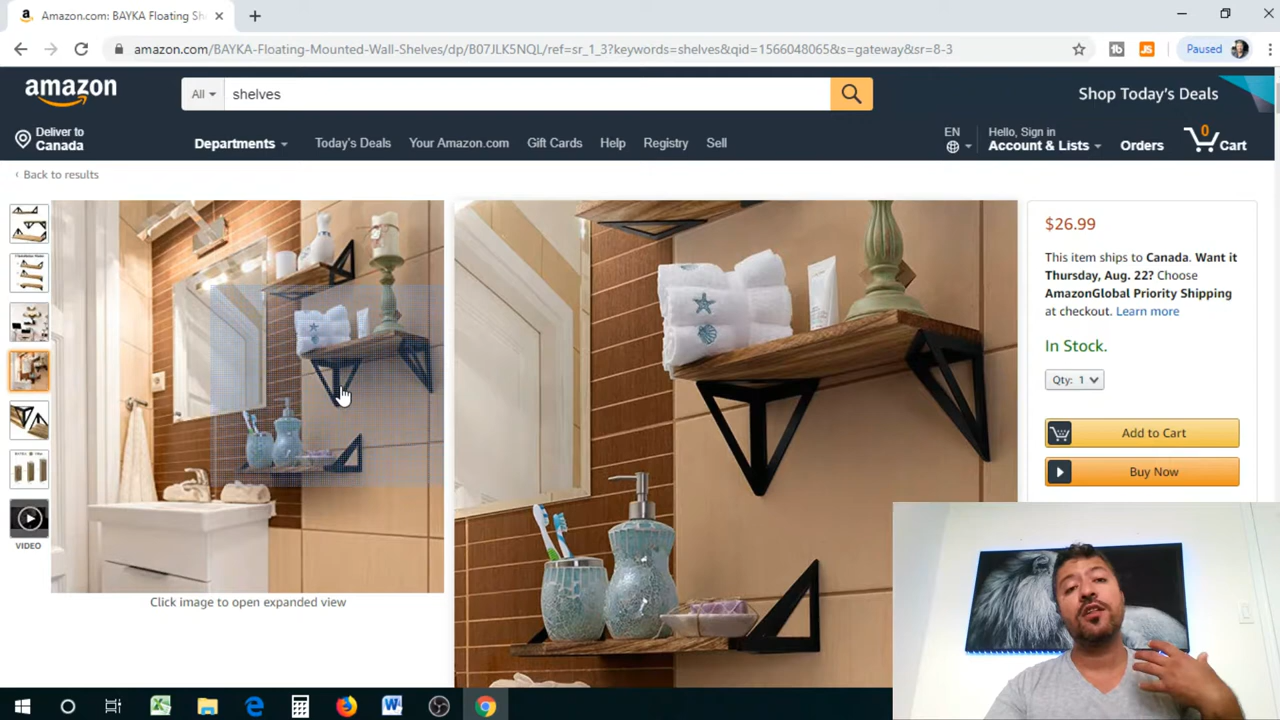 Amazon.com: BAYKA Floating Sh
amazon.com/BAYKA-Floating-Mounted-Wall-Shelves/dp/B07JLK5NQL/ref=sr_1_3?keywords=shelves&qid=1566048065&s=gateway&sr=8-3
Paused
amazon
All
shelves
Shop Today's Deals
Deliver to
Canada
Departments
Today's Deals
Your Amazon.com
Gift Cards
Help
Registry
Sell
EN
Hello, Sign in
Account & Lists
Orders
0
Cart
‹ Back to results
VIDEO
Click image to open expanded view
$26.99
This item ships to Canada. Want it
Thursday, Aug. 22? Choose
AmazonGlobal Priority Shipping
at checkout. Learn more
In Stock.
Qty: 1
Add to Cart
Buy Now